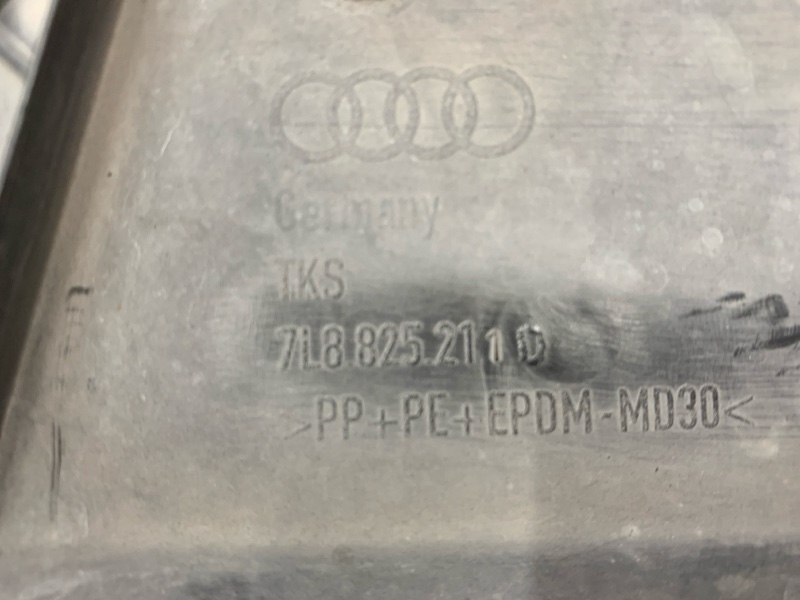 Germany
TKS
7L8 825 211 D
>PP+PE+EPDM-MD30<